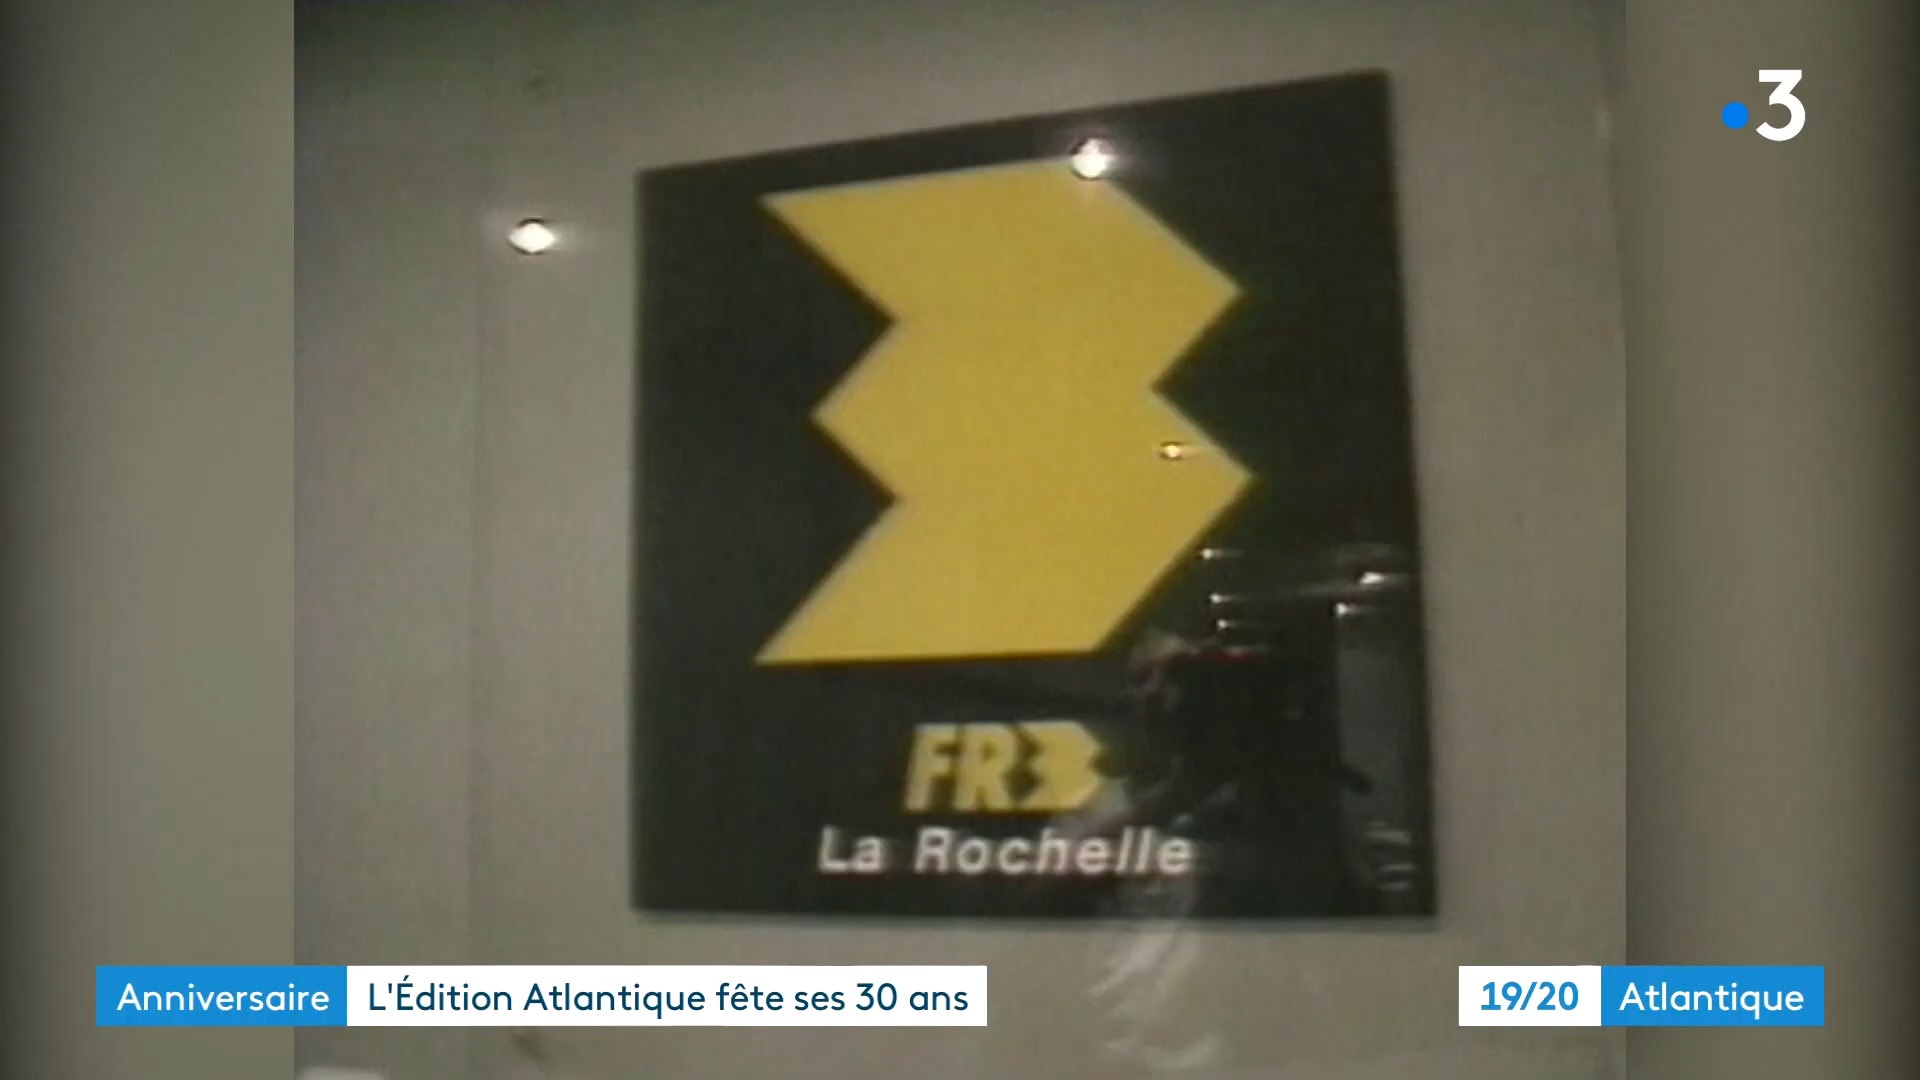 3
FR3
La Rochelle
Anniversaire L'Édition Atlantique fête ses 30 ans
19/20 Atlantique